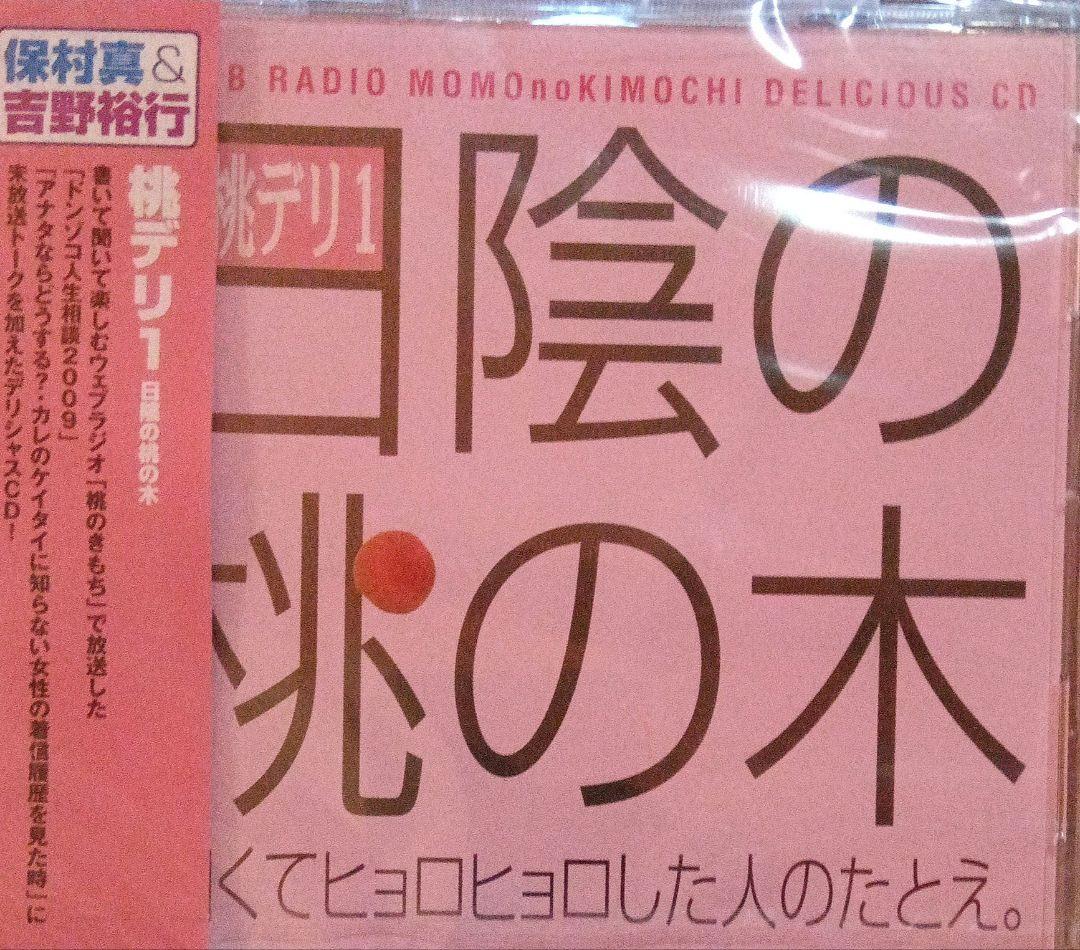 保村真&
吉野裕行
桃デリ1 日陰の桃の木
書いて聞いて楽しむウェブラジオ「桃のきもち」で放送した
「ドンゾコ人生相談2009」
「アナタならどうする?:カレのケイタイに知らない女性の着信履歴を見た時」に
未放送トークを加えたデリシャスCD!
B RADIO MOMOnoKIMOCHI DELICIOUS CD
桃デリ1
日陰の
桃の木
くてヒョロヒョロした人のたとえ。